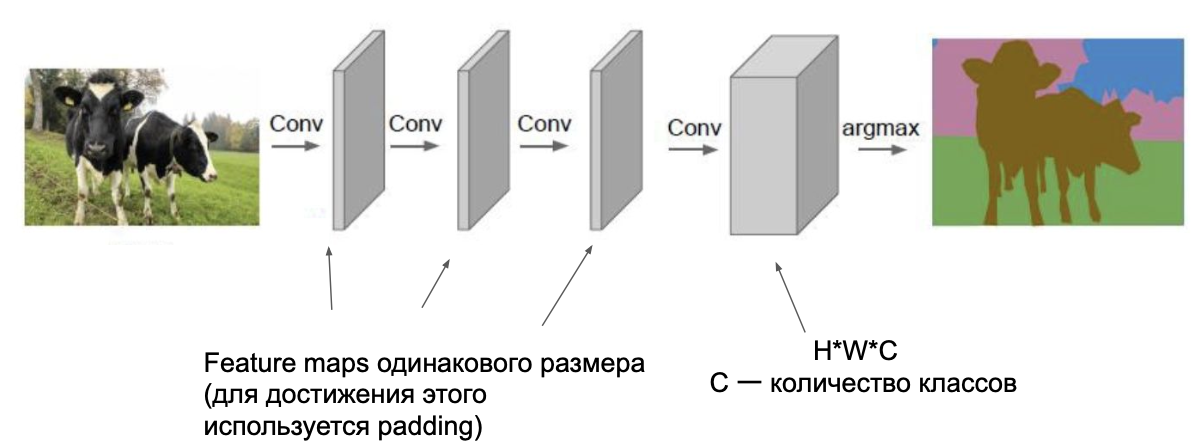 Conv
Conv
Conv
Conv
argmax
Feature maps одинакового размера
(для достижения этого
используется padding)
H*W*C
C — количество классов